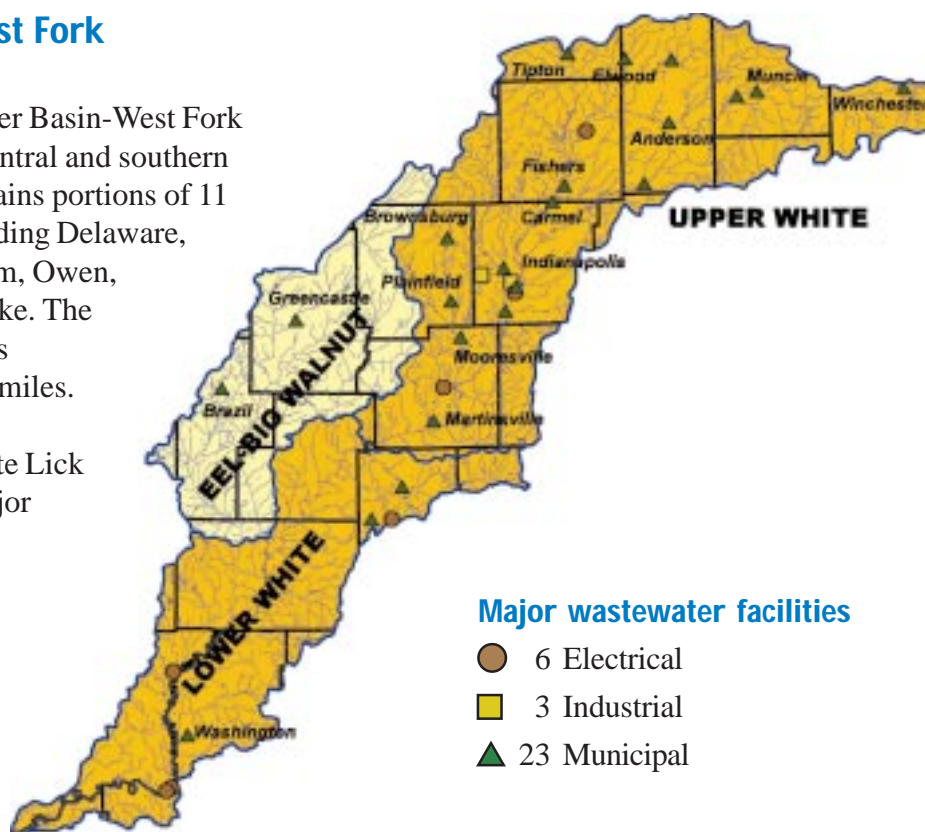 st Fork
er Basin-West Fork
entral and southern
ains portions of 11
ding Delaware,
m, Owen,
ke. The
s
miles.
te Lick
jor
Tipton
Elwood
Muncie
Winchester
Anderson
Fishers
Brownsburg
Carmel
UPPER WHITE
Indianapolis
Plainfield
Greencastle
Mooresville
Brazil
Martinsville
EEL-BIG WALNUT
LOWER WHITE
Washington
Major wastewater facilities
6 Electrical
3 Industrial
23 Municipal